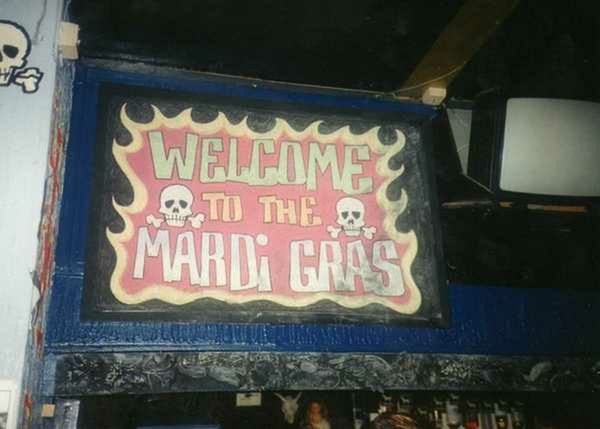 WELCOME
TO THE
MARDi GRAS